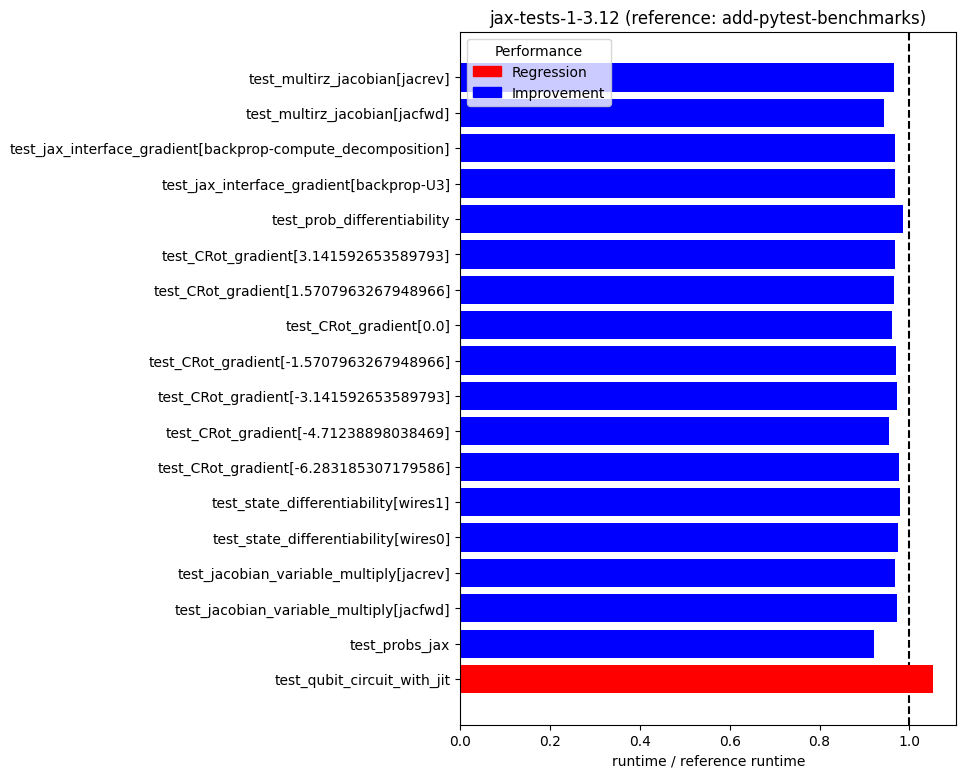 jax-tests-1-3.12 (reference: add-pytest-benchmarks)
Performance
Regression
Improvement
test_multirz_jacobian[jacrev]
test_multirz_jacobian[jacfwd]
test_jax_interface_gradient[backprop-compute_decomposition]
test_jax_interface_gradient[backprop-U3]
test_prob_differentiability
test_CRot_gradient[3.141592653589793]
test_CRot_gradient[1.5707963267948966]
test_CRot_gradient[0.0]
test_CRot_gradient[-1.5707963267948966]
test_CRot_gradient[-3.141592653589793]
test_CRot_gradient[-4.71238898038469]
test_CRot_gradient[-6.283185307179586]
test_state_differentiability[wires1]
test_state_differentiability[wires0]
test_jacobian_variable_multiply[jacrev]
test_jacobian_variable_multiply[jacfwd]
test_probs_jax
test_qubit_circuit_with_jit
0.0 0.2 0.4 0.6 0.8 1.0
runtime / reference runtime